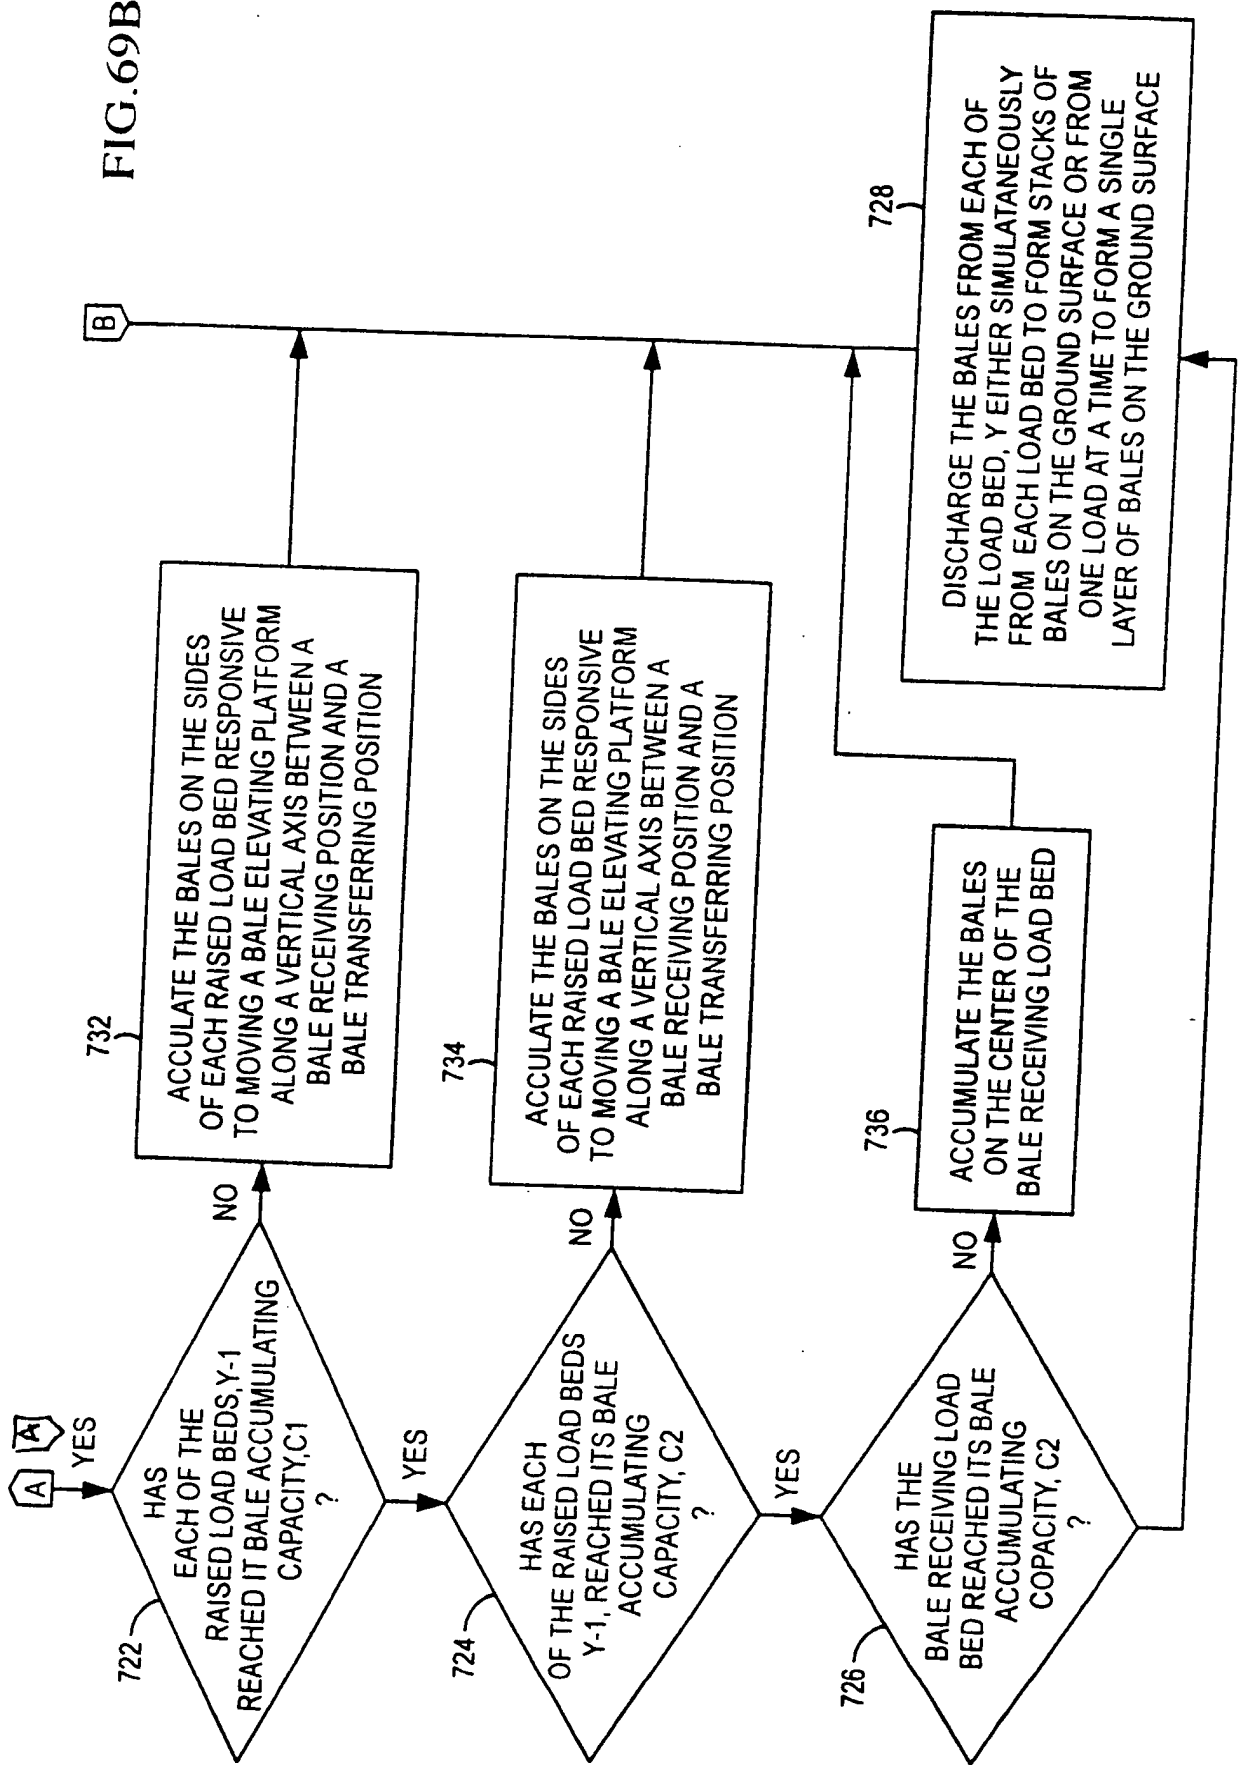 FIG.69B
A
A
YES
HAS
EACH OF THE
RAISED LOAD BEDS,Y-1
REACHED IT BALE ACCUMULATING
CAPACITY,C1
?
722
NO
732
ACCULATE THE BALES ON THE SIDES
OF EACH RAISED LOAD BED RESPONSIVE
TO MOVING A BALE ELEVATING PLATFORM
ALONG A VERTICAL AXIS BETWEEN A
BALE RECEIVING POSITION AND A
BALE TRANSFERRING POSITION
B
YES
HAS EACH
OF THE RAISED LOAD BEDS
Y-1, REACHED ITS BALE
ACCUMULATING
CAPACITY, C2
?
724
NO
734
ACCULATE THE BALES ON THE SIDES
OF EACH RAISED LOAD BED RESPONSIVE
TO MOVING A BALE ELEVATING PLATFORM
ALONG A VERTICAL AXIS BETWEEN A
BALE RECEIVING POSITION AND A
BALE TRANSFERRING POSITION
YES
HAS THE
BALE RECEIVING LOAD
BED REACHED ITS BALE
ACCUMULATING
COPACITY, C2
?
726
NO
736
ACCUMULATE THE BALES
ON THE CENTER OF THE
BALE RECEIVING LOAD BED
728
DISCHARGE THE BALES FROM EACH OF
THE LOAD BED, Y EITHER SIMULATANEOUSLY
FROM EACH LOAD BED TO FORM STACKS OF
BALES ON THE GROUND SURFACE OR FROM
ONE LOAD AT A TIME TO FORM A SINGLE
LAYER OF BALES ON THE GROUND SURFACE